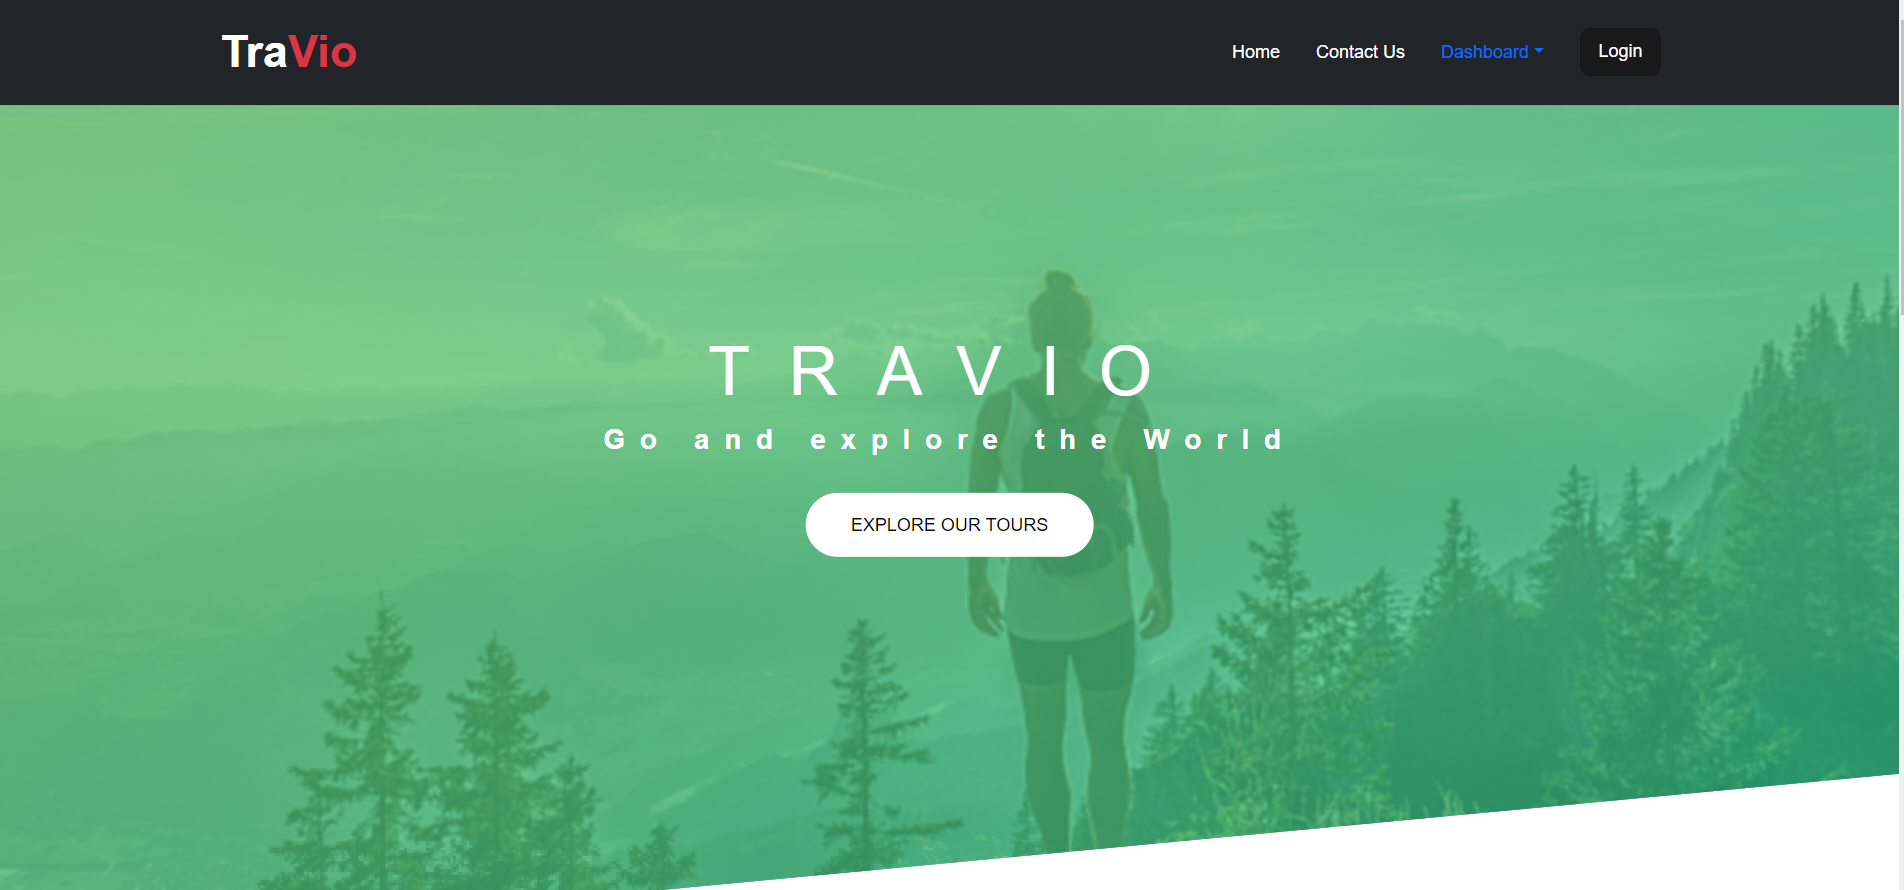 TraVio
Home Contact Us Dashboard Login
TRAVIO
Go and explore the World
EXPLORE OUR TOURS